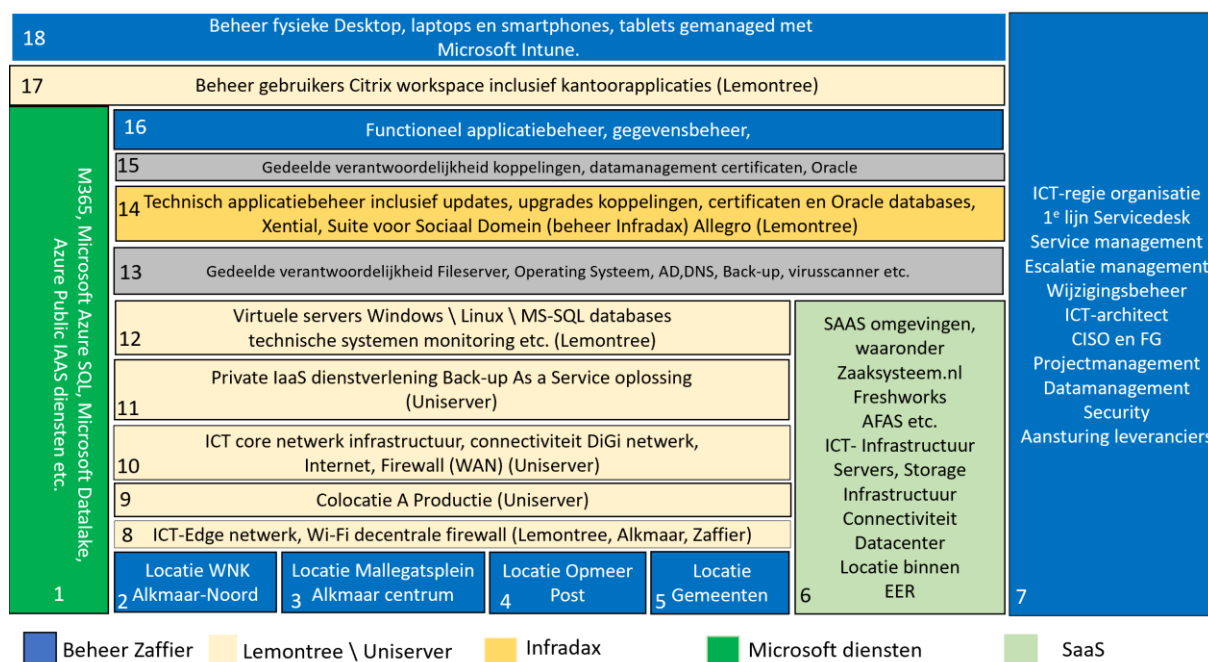 18
Beheer fysieke Desktop, laptops en smartphones, tablets gemanaged met
Microsoft Intune.
17
Beheer gebruikers Citrix workspace inclusief kantoorapplicaties (Lemontree)
16
Functioneel applicatiebeheer, gegevensbeheer,
15
Gedeelde verantwoordelijkheid koppelingen, datamanagement certificaten, Oracle
14
Technisch applicatiebeheer inclusief updates, upgrades koppelingen, certificaten en Oracle databases,
Xential, Suite voor Sociaal Domein (beheer Infradax) Allegro (Lemontree)
13
Gedeelde verantwoordelijkheid Fileserver, Operating Systeem, AD,DNS, Back-up, virusscanner etc.
12
Virtuele servers Windows \ Linux \ MS-SQL databases
technische systemen monitoring etc. (Lemontree)
11
Private IaaS dienstverlening Back-up As a Service oplossing
(Uniserver)
10
ICT core netwerk infrastructuur, connectiviteit DiGi netwerk,
Internet, Firewall (WAN) (Uniserver)
9
Colocatie A Productie (Uniserver)
8
ICT-Edge netwerk, Wi-Fi decentrale firewall (Lemontree, Alkmaar, Zaffier)
M365, Microsoft Azure SQL, Microsoft Datalake,
Azure Public IAAS diensten etc.
1
Locatie WNK
Alkmaar-Noord
2
Locatie Mallegatsplein
Alkmaar centrum
3
Locatie Opmeer
Post
4
Locatie
Gemeenten
5
SAAS omgevingen,
waaronder
Zaaksysteem.nl
Freshworks
AFAS etc.
ICT- Infrastructuur
Servers, Storage
Infrastructuur
Connectiviteit
Datacenter
Locatie binnen
EER
6
ICT-regie organisatie
1e lijn Servicedesk
Service management
Escalatie management
Wijzigingsbeheer
ICT-architect
CISO en FG
Projectmanagement
Datamanagement
Security
Aansturing leveranciers
7
Beheer Zaffier
Lemontree \ Uniserver
Infradax
Microsoft diensten
SaaS